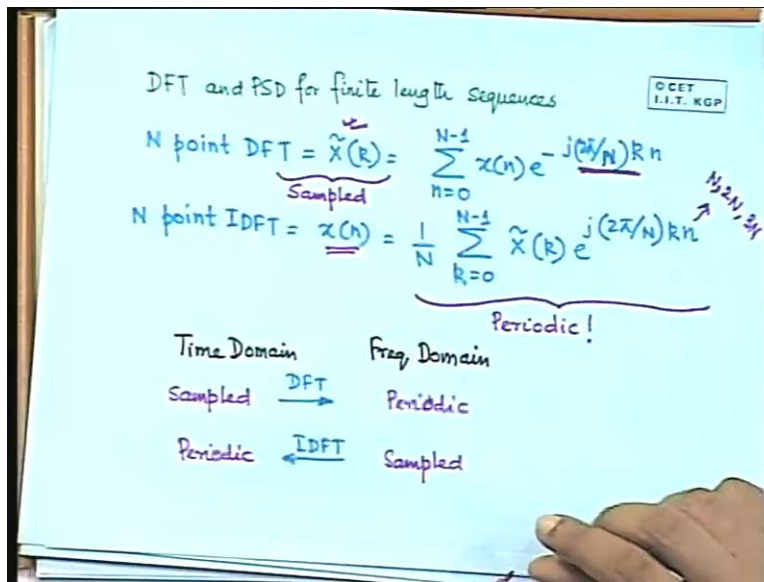 DFT and PSD for finite length sequences
© CET
I.I.T. KGP
N point DFT = X̃(k) = Σ_{n=0}^{N-1} x(n) e^{-j(2π/N)kn}
Sampled
N, 2N, 3N
N point IDFT = x(n) = 1/N Σ_{k=0}^{N-1} X̃(k) e^{j(2π/N)kn}
Periodic!
Time Domain Freq Domain
Sampled DFT → Periodic
Periodic ← IDFT Sampled